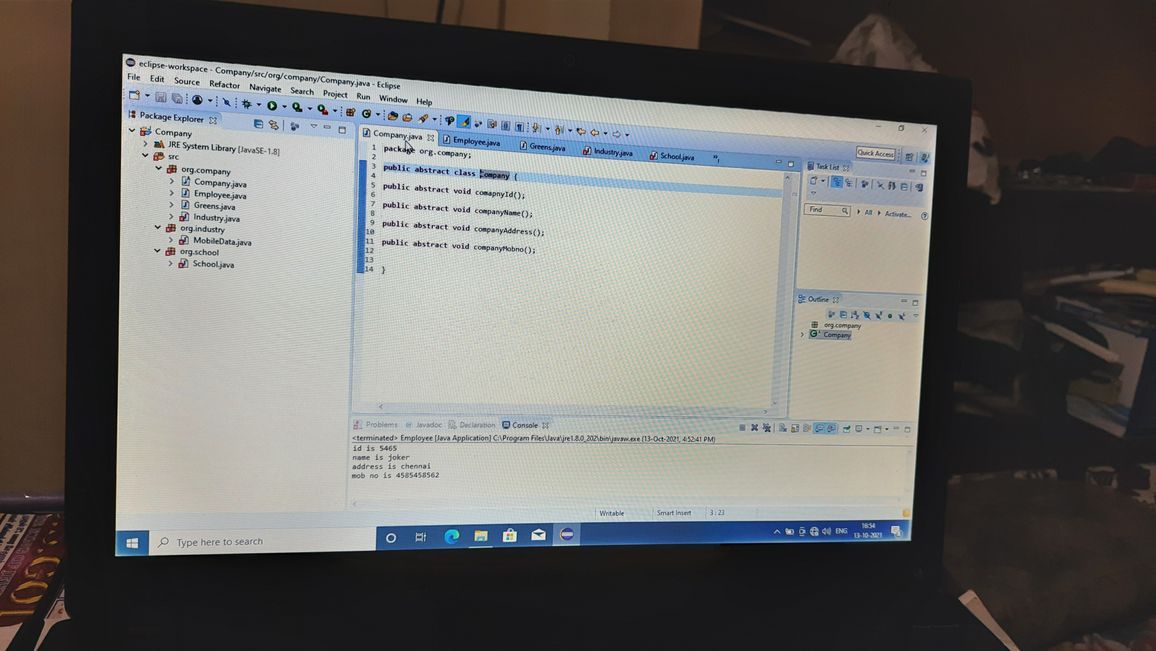 eclipse-workspace - Company/src/org/company/Company.java - Eclipse
File Edit Source Refactor Navigate Search Project Run Window Help
Quick Access
Package Explorer
Company
JRE System Library [JavaSE-1.8]
src
org.company
Company.java
Employee.java
Greens.java
Industry.java
org.industry
MobileData.java
org.school
School.java
Company.java Employee.java Greens.java Industry.java School.java
1 package org.company;
2
3 public abstract class Company {
4
5 public abstract void comapnyId();
6
7 public abstract void companyName();
8
9 public abstract void companyAddress();
10
11 public abstract void companyMobno();
12
13
14 }
Task List
Find All Activate...
Outline
org.company
Company
Problems Javadoc Declaration Console
<terminated> Employee [Java Application] C:\Program Files\Java\jre1.8.0_202\bin\javaw.exe (13-Oct-2021, 4:52:41 PM)
id is 5465
name is joker
address is chennai
mob no is 4585458562
Writable Smart Insert 3 : 23
Type here to search
ENG
16:54
13-10-2021